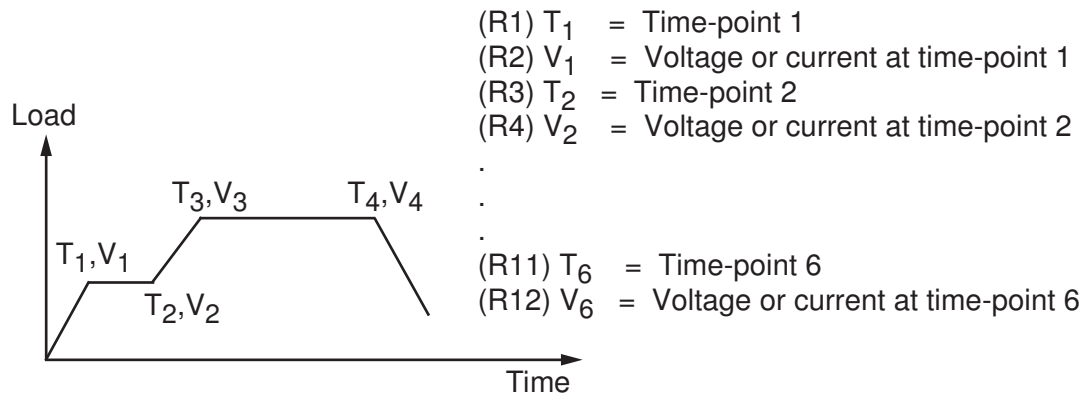 (R1) T1 = Time-point 1
(R2) V1 = Voltage or current at time-point 1
(R3) T2 = Time-point 2
(R4) V2 = Voltage or current at time-point 2
.
.
.
(R11) T6 = Time-point 6
(R12) V6 = Voltage or current at time-point 6
Load
T3,V3
T4,V4
T1,V1
T2,V2
Time